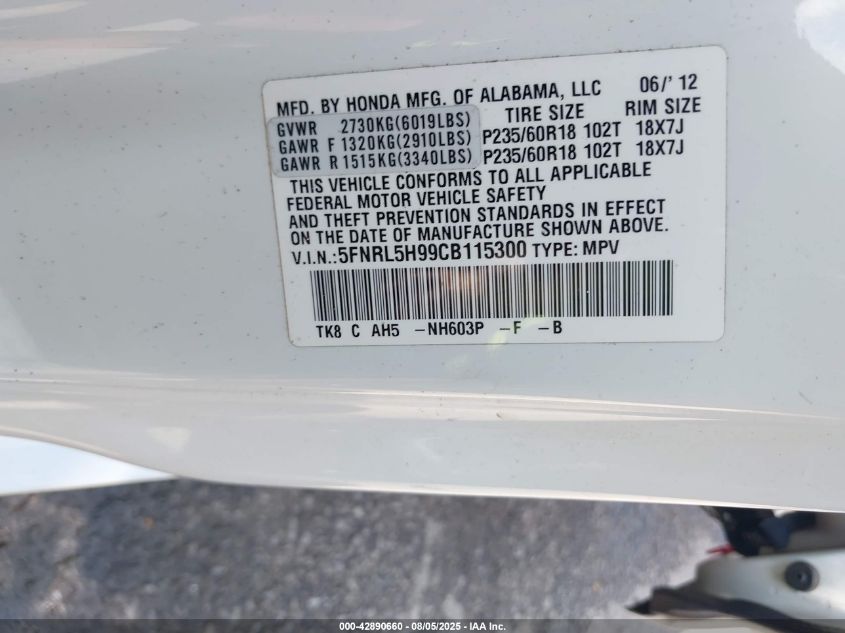 MFD. BY HONDA MFG. OF ALABAMA, LLC 06/'12
TIRE SIZE RIM SIZE
GVWR 2730KG(6019LBS)
GAWR F 1320KG(2910LBS) P235/60R18 102T 18X7J
GAWR R 1515KG(3340LBS) P235/60R18 102T 18X7J
THIS VEHICLE CONFORMS TO ALL APPLICABLE
FEDERAL MOTOR VEHICLE SAFETY
AND THEFT PREVENTION STANDARDS IN EFFECT
ON THE DATE OF MANUFACTURE SHOWN ABOVE.
V.I.N.:5FNRL5H99CB115300 TYPE: MPV
TK8 C AH5 -NH603P -F -B
000-42890660 - 08/05/2025 - IAA Inc.